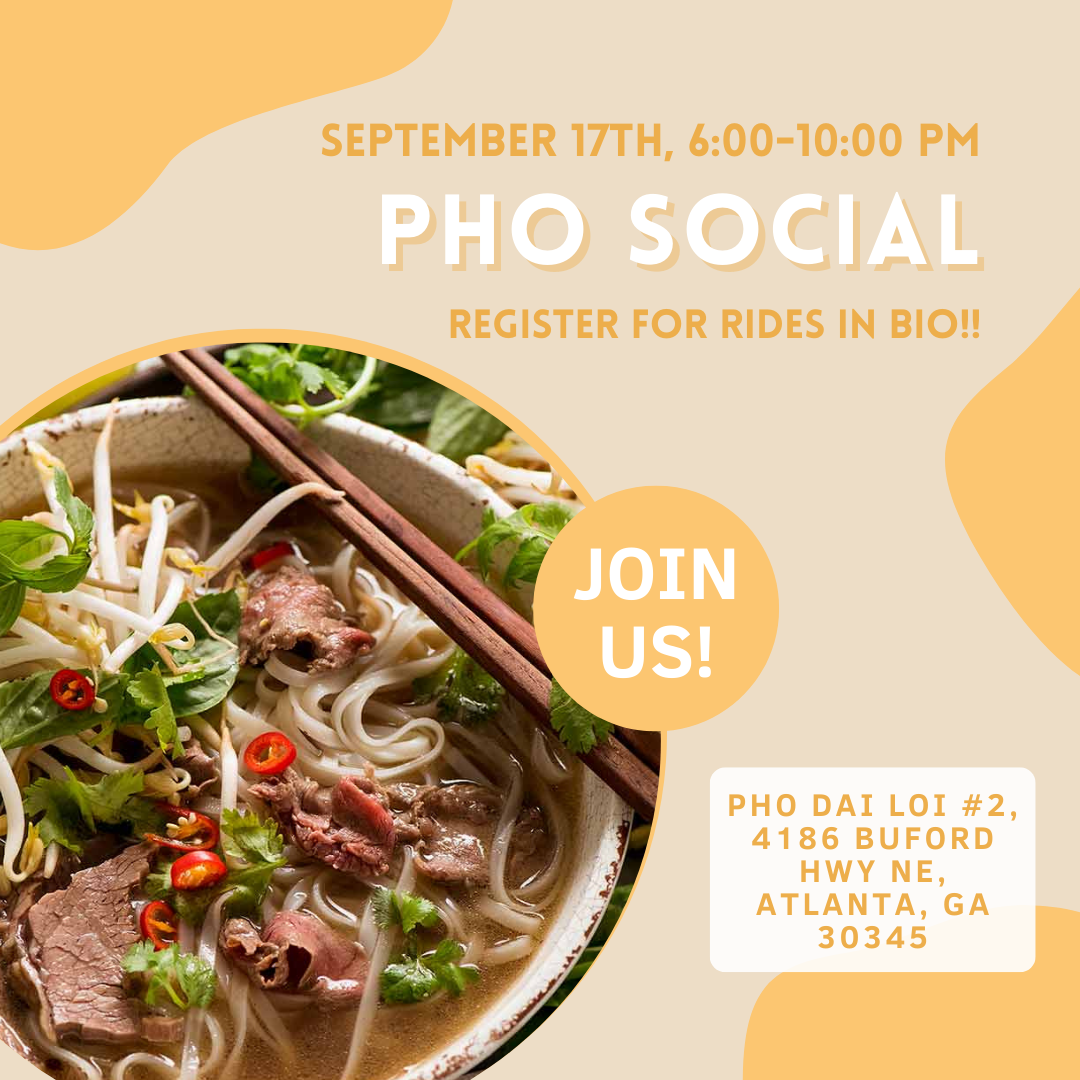 SEPTEMBER 17TH, 6:00-10:00 PM
PHO SOCIAL
REGISTER FOR RIDES IN BIO!!
JOIN
US!
PHO DAI LOI #2,
4186 BUFORD
HWY NE,
ATLANTA, GA
30345